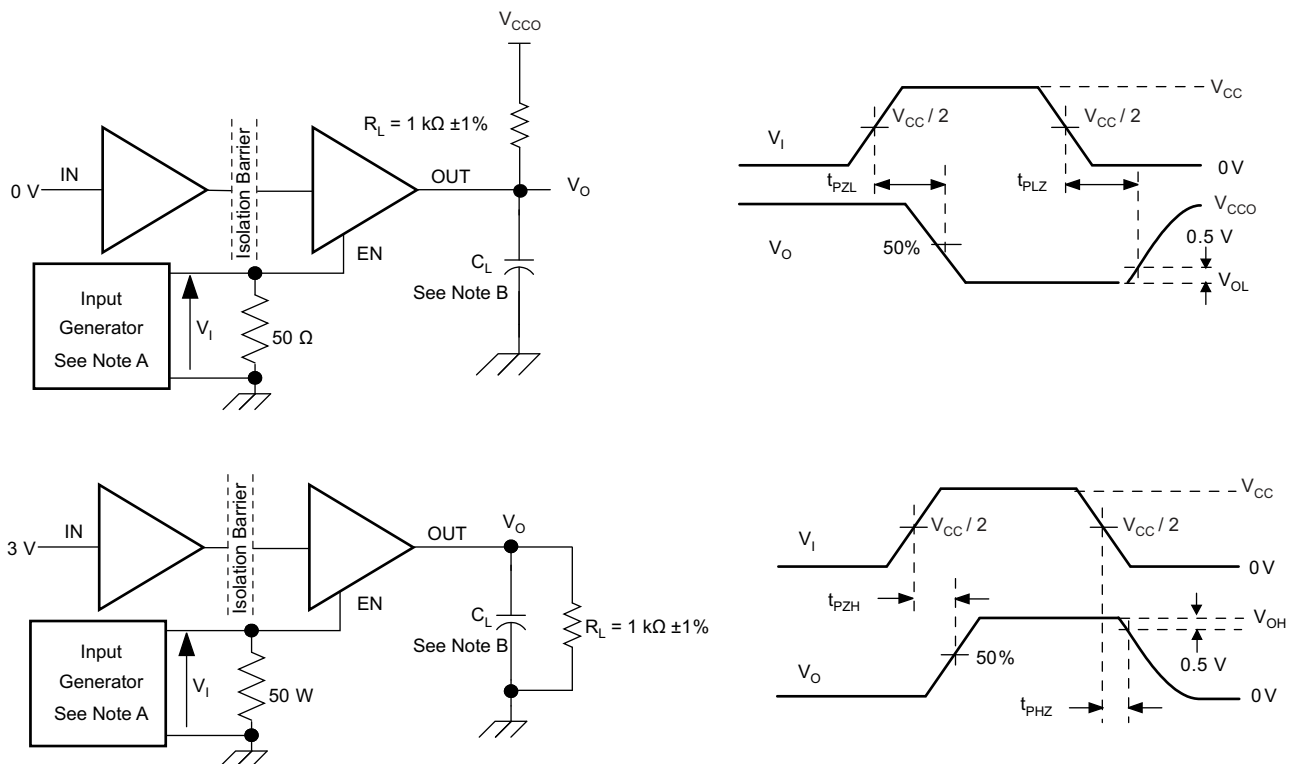 V_CCO
R_L = 1 kΩ ±1%
IN
OUT
0 V
V_O
Isolation Barrier
EN
C_L
See Note B
Input
Generator
See Note A
V_I
50 Ω
V_CC
V_I
V_CC / 2
V_CC / 2
0 V
t_PZL
t_PLZ
V_CCO
V_O
50%
0.5 V
V_OL
IN
OUT
3 V
V_O
Isolation Barrier
EN
C_L
See Note B
R_L = 1 kΩ ±1%
Input
Generator
See Note A
V_I
50 W
V_CC
V_I
V_CC / 2
V_CC / 2
0 V
t_PZH
V_OH
V_O
50%
0.5 V
t_PHZ
0 V